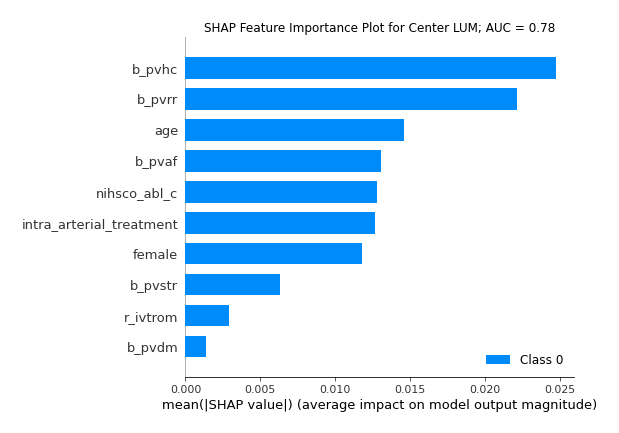 SHAP Feature Importance Plot for Center LUM; AUC = 0.78
b_pvhc
b_pvrr
age
b_pvaf
nihsco_abl_c
intra_arterial_treatment
female
b_pvstr
r_ivtrom
b_pvdm
Class 0
0.000 0.005 0.010 0.015 0.020 0.025
mean(|SHAP value|) (average impact on model output magnitude)